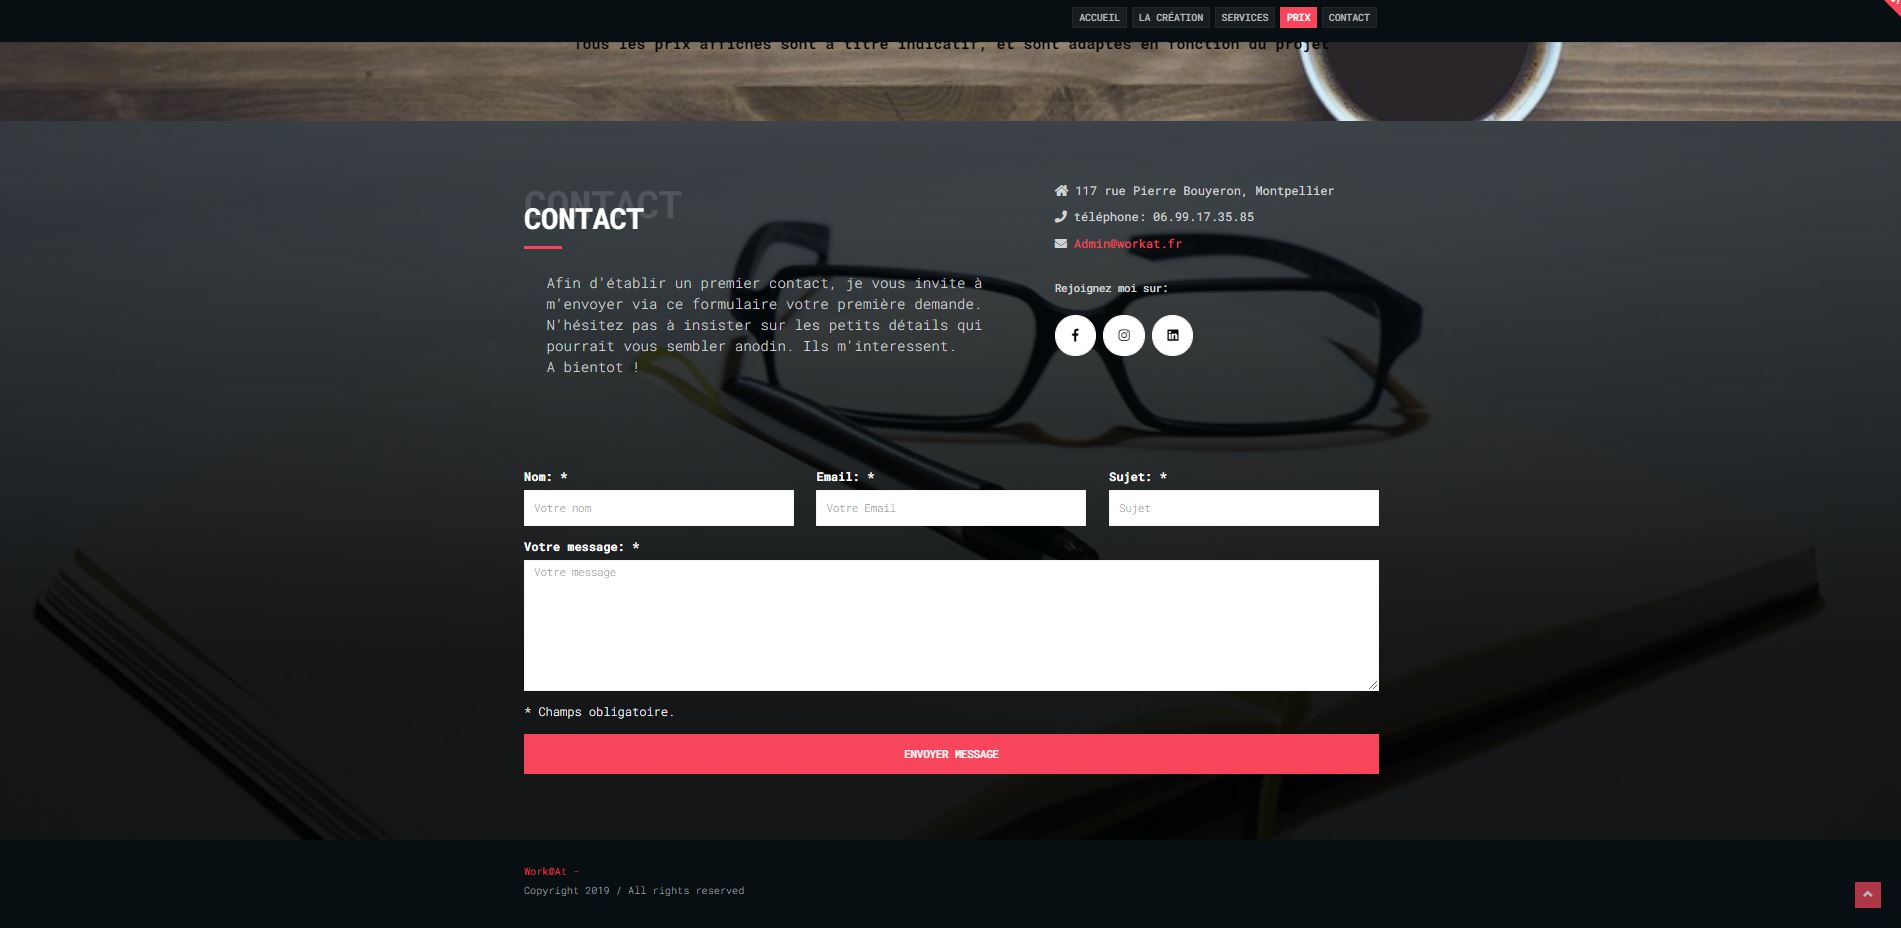 ACCUEIL LA CRÉATION SERVICES PRIX CONTACT
Tous les prix affichés sont à titre indicatif, et sont adaptés en fonction du projet
CONTACT
CONTACT
Afin d'établir un premier contact, je vous invite à
m'envoyer via ce formulaire votre première demande.
N'hésitez pas à insister sur les petits détails qui
pourrait vous sembler anodin. Ils m'interessent.
A bientot !
117 rue Pierre Bouyeron, Montpellier
téléphone: 06.99.17.35.85
Admin@workat.fr
Rejoignez moi sur:
Nom: * Email: * Sujet: *
Votre nom Votre Email Sujet
Votre message: *
Votre message
* Champs obligatoire.
ENVOYER MESSAGE
Work@At -
Copyright 2019 / All rights reserved